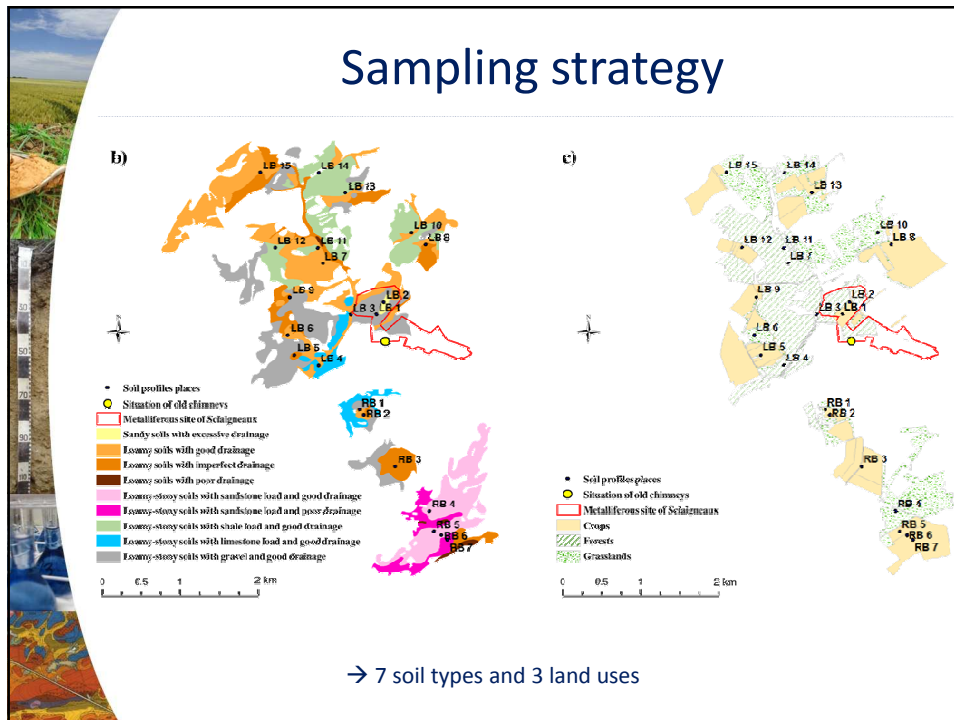 Sampling strategy
b)
LB 15
LB 14
LB 13
LB 10
LB 8
LB 12
LB 11
LB 7
LB 9
LB 2
LB 3
LB 1
LB 6
LB 5
LB 4
RB 1
RB 2
RB 3
RB 4
RB 5
RB 6
RB 7
Soil profiles places
Situation of old chimneys
Metalliferous site of Sclaigneaux
Sandy soils with excessive drainage
Loamy soils with good drainage
Loamy soils with imperfect drainage
Loamy soils with poor drainage
Loamy-stony soils with sandstone load and good drainage
Loamy-stony soils with sandstone load and poor drainage
Loamy-stony soils with shale load and good drainage
Loamy-stony soils with limestone load and good drainage
Loamy-stony soils with gravel and good drainage
0 0.5 1 2 km
c)
LB 15
LB 14
LB 13
LB 10
LB 8
LB 12
LB 11
LB 7
LB 9
LB 2
LB 3
LB 1
LB 6
LB 5
LB 4
RB 1
RB 2
RB 3
RB 4
RB 5
RB 6
RB 7
Soil profiles places
Situation of old chimneys
Metalliferous site of Sclaigneaux
Crops
Forests
Grasslands
0 0.5 1 2 km
→ 7 soil types and 3 land uses